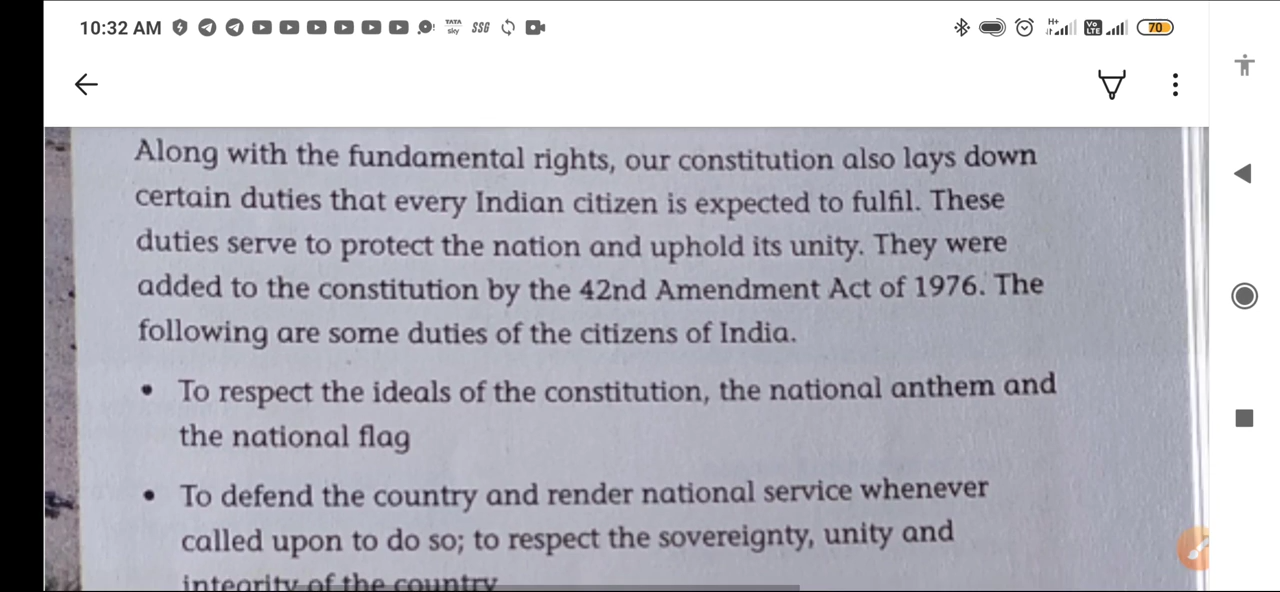 10:32 AM TATA sky SSG H+ Vo LTE 70
Along with the fundamental rights, our constitution also lays down
certain duties that every Indian citizen is expected to fulfil. These
duties serve to protect the nation and uphold its unity. They were
added to the constitution by the 42nd Amendment Act of 1976. The
following are some duties of the citizens of India.
• To respect the ideals of the constitution, the national anthem and
the national flag
• To defend the country and render national service whenever
called upon to do so; to respect the sovereignty, unity and
integrity of the country